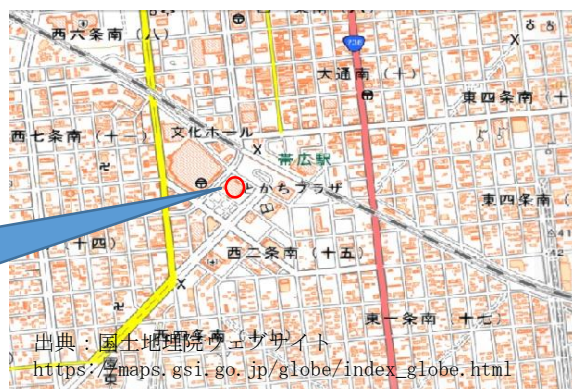 西六条南（八）
236
大通南（十）
東四条南（十
西七条南（十一）
文化ホール
帯広駅
とかちプラザ
東四条南（
（十四）
西二条南（十五）
東一条南（十七）
出典：国土地理院ウェブサイト
https://maps.gsi.go.jp/globe/index_globe.html